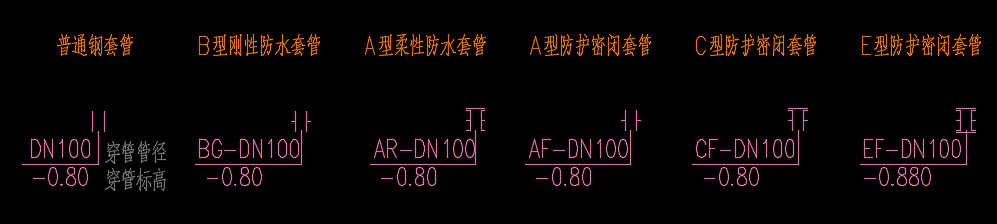 普通钢套管 B型刚性防水套管 A型柔性防水套管 A型防护密闭套管 C型防护密闭套管 E型防护密闭套管
DN100 穿管管径 BG-DN100 AR-DN100 AF-DN100 CF-DN100 EF-DN100
-0.80 穿管标高 -0.80 -0.80 -0.80 -0.80 -0.880